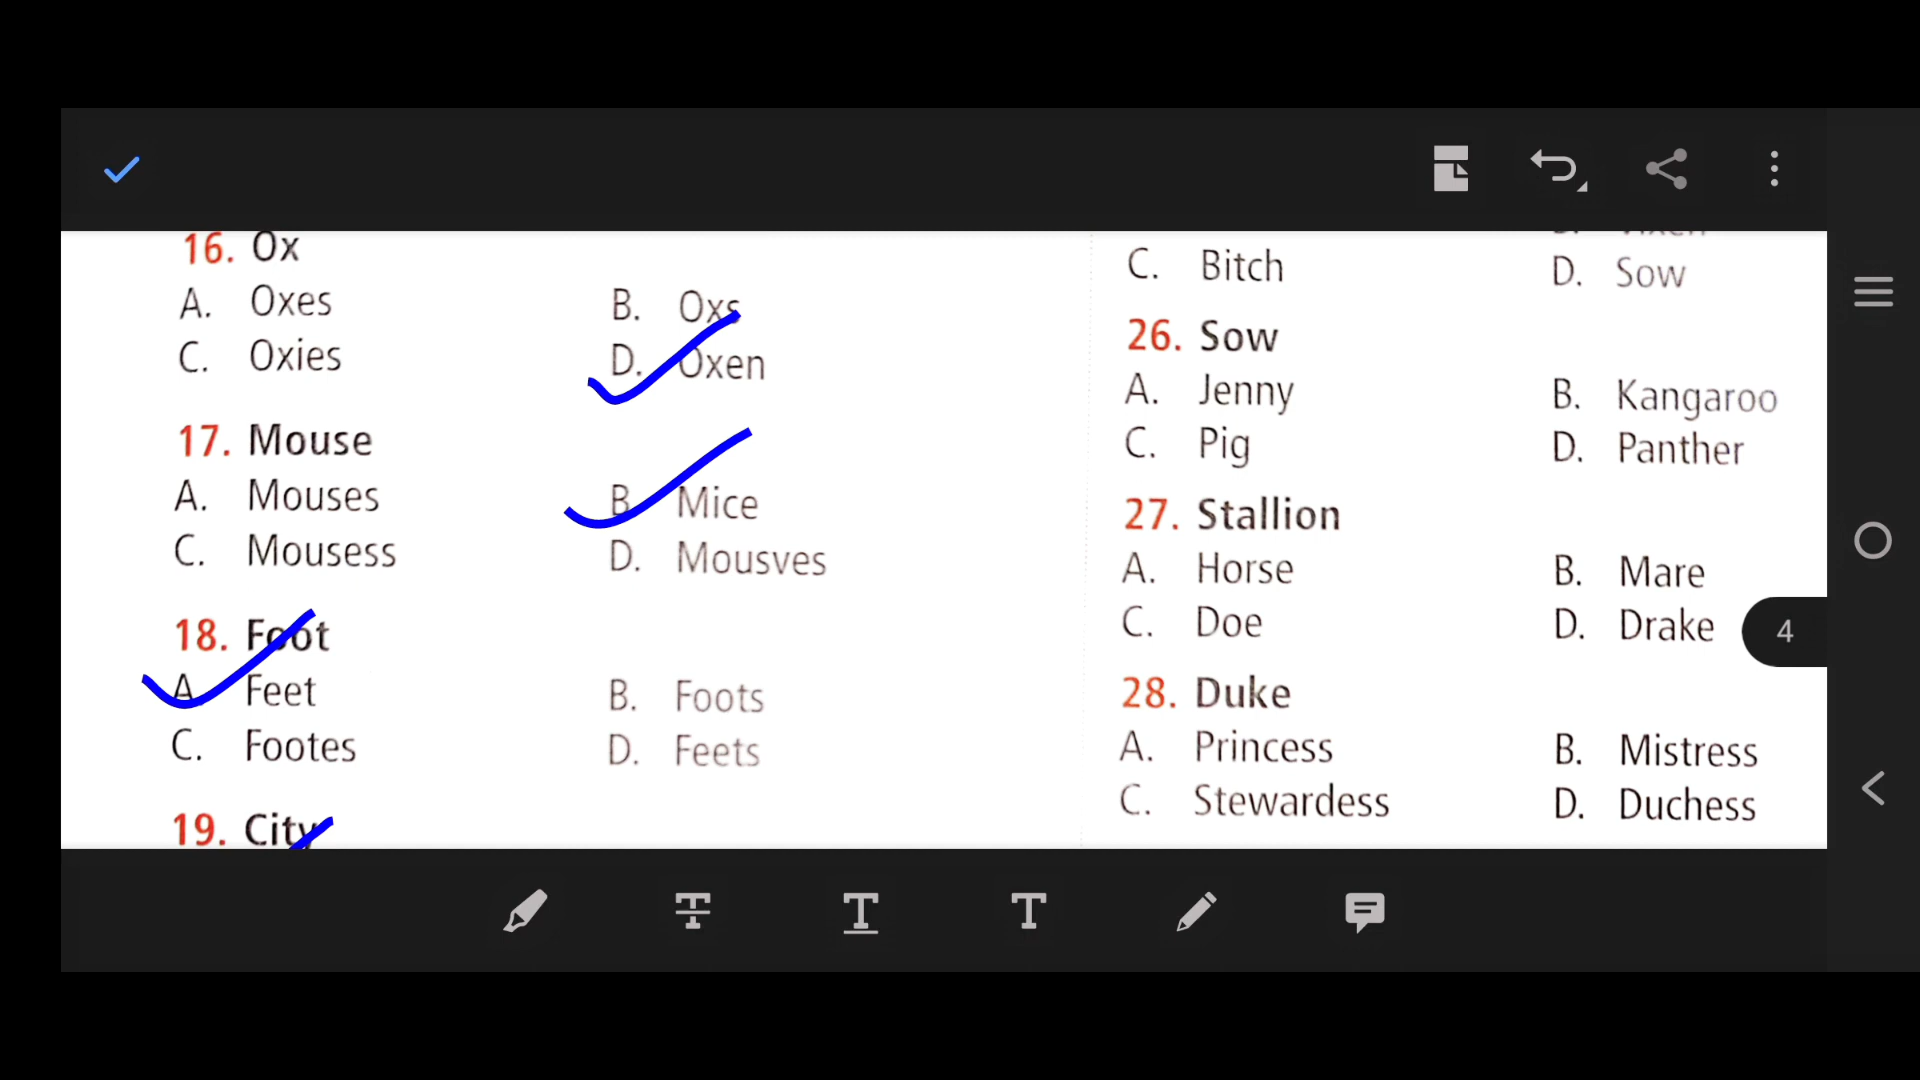 16. Ox
A. Oxes
B. Oxs
C. Oxies
D. Oxen
17. Mouse
A. Mouses
B. Mice
C. Mousess
D. Mousves
18. Foot
A. Feet
B. Foots
C. Footes
D. Feets
19. City
C. Bitch
D. Sow
26. Sow
A. Jenny
B. Kangaroo
C. Pig
D. Panther
27. Stallion
A. Horse
B. Mare
C. Doe
D. Drake
28. Duke
A. Princess
B. Mistress
C. Stewardess
D. Duchess
4